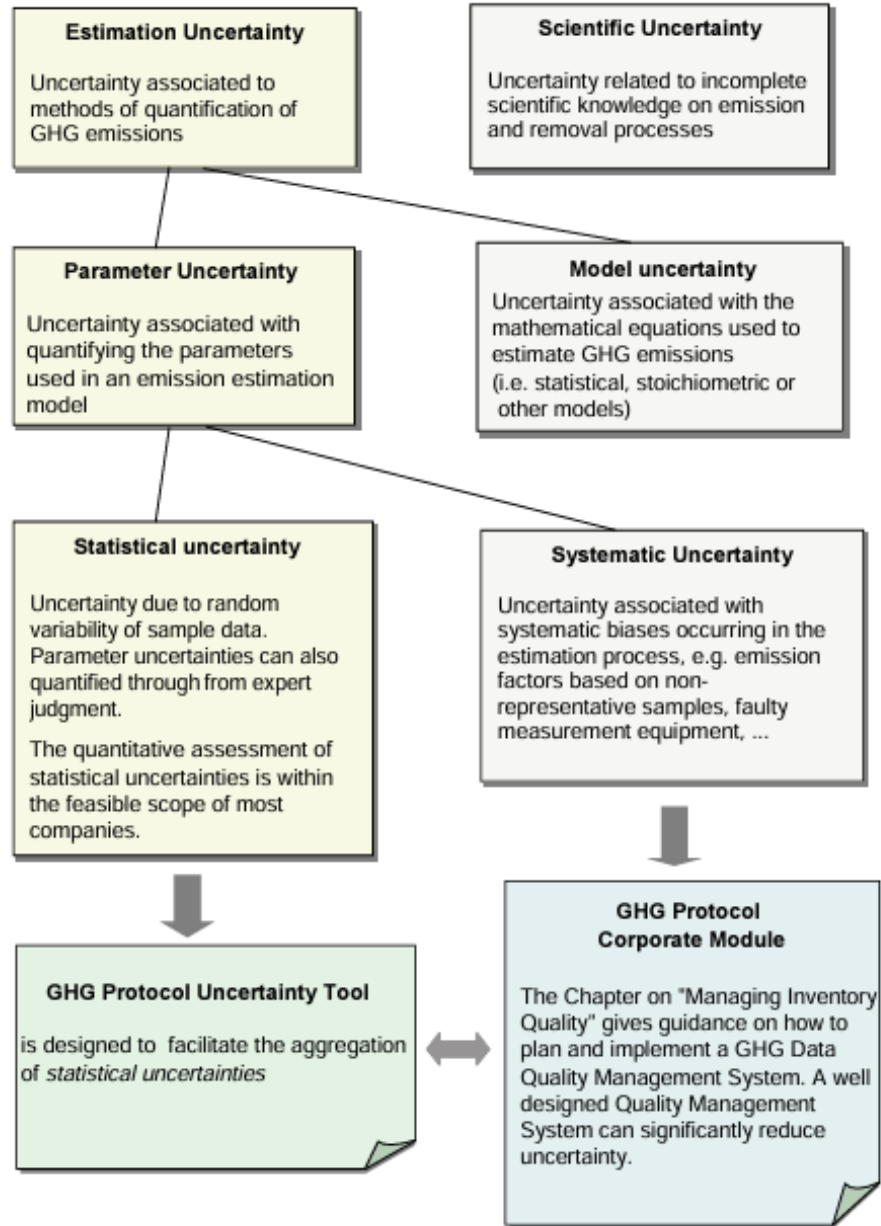 Estimation Uncertainty
Uncertainty associated to
methods of quantification of
GHG emissions
Scientific Uncertainty
Uncertainty related to incomplete
scientific knowledge on emission
and removal processes
Parameter Uncertainty
Uncertainty associated with
quantifying the parameters
used in an emission estimation
model
Model uncertainty
Uncertainty associated with the
mathematical equations used to
estimate GHG emissions
(i.e. statistical, stoichiometric or
other models)
Statistical uncertainty
Uncertainty due to random
variability of sample data.
Parameter uncertainties can also
quantified through from expert
judgment.
The quantitative assessment of
statistical uncertainties is within
the feasible scope of most
companies.
Systematic Uncertainty
Uncertainty associated with
systematic biases occurring in the
estimation process, e.g. emission
factors based on non-
representative samples, faulty
measurement equipment, ...
GHG Protocol Uncertainty Tool
is designed to facilitate the aggregation
of statistical uncertainties
GHG Protocol
Corporate Module
The Chapter on "Managing Inventory
Quality" gives guidance on how to
plan and implement a GHG Data
Quality Management System. A well
designed Quality Management
System can significantly reduce
uncertainty.